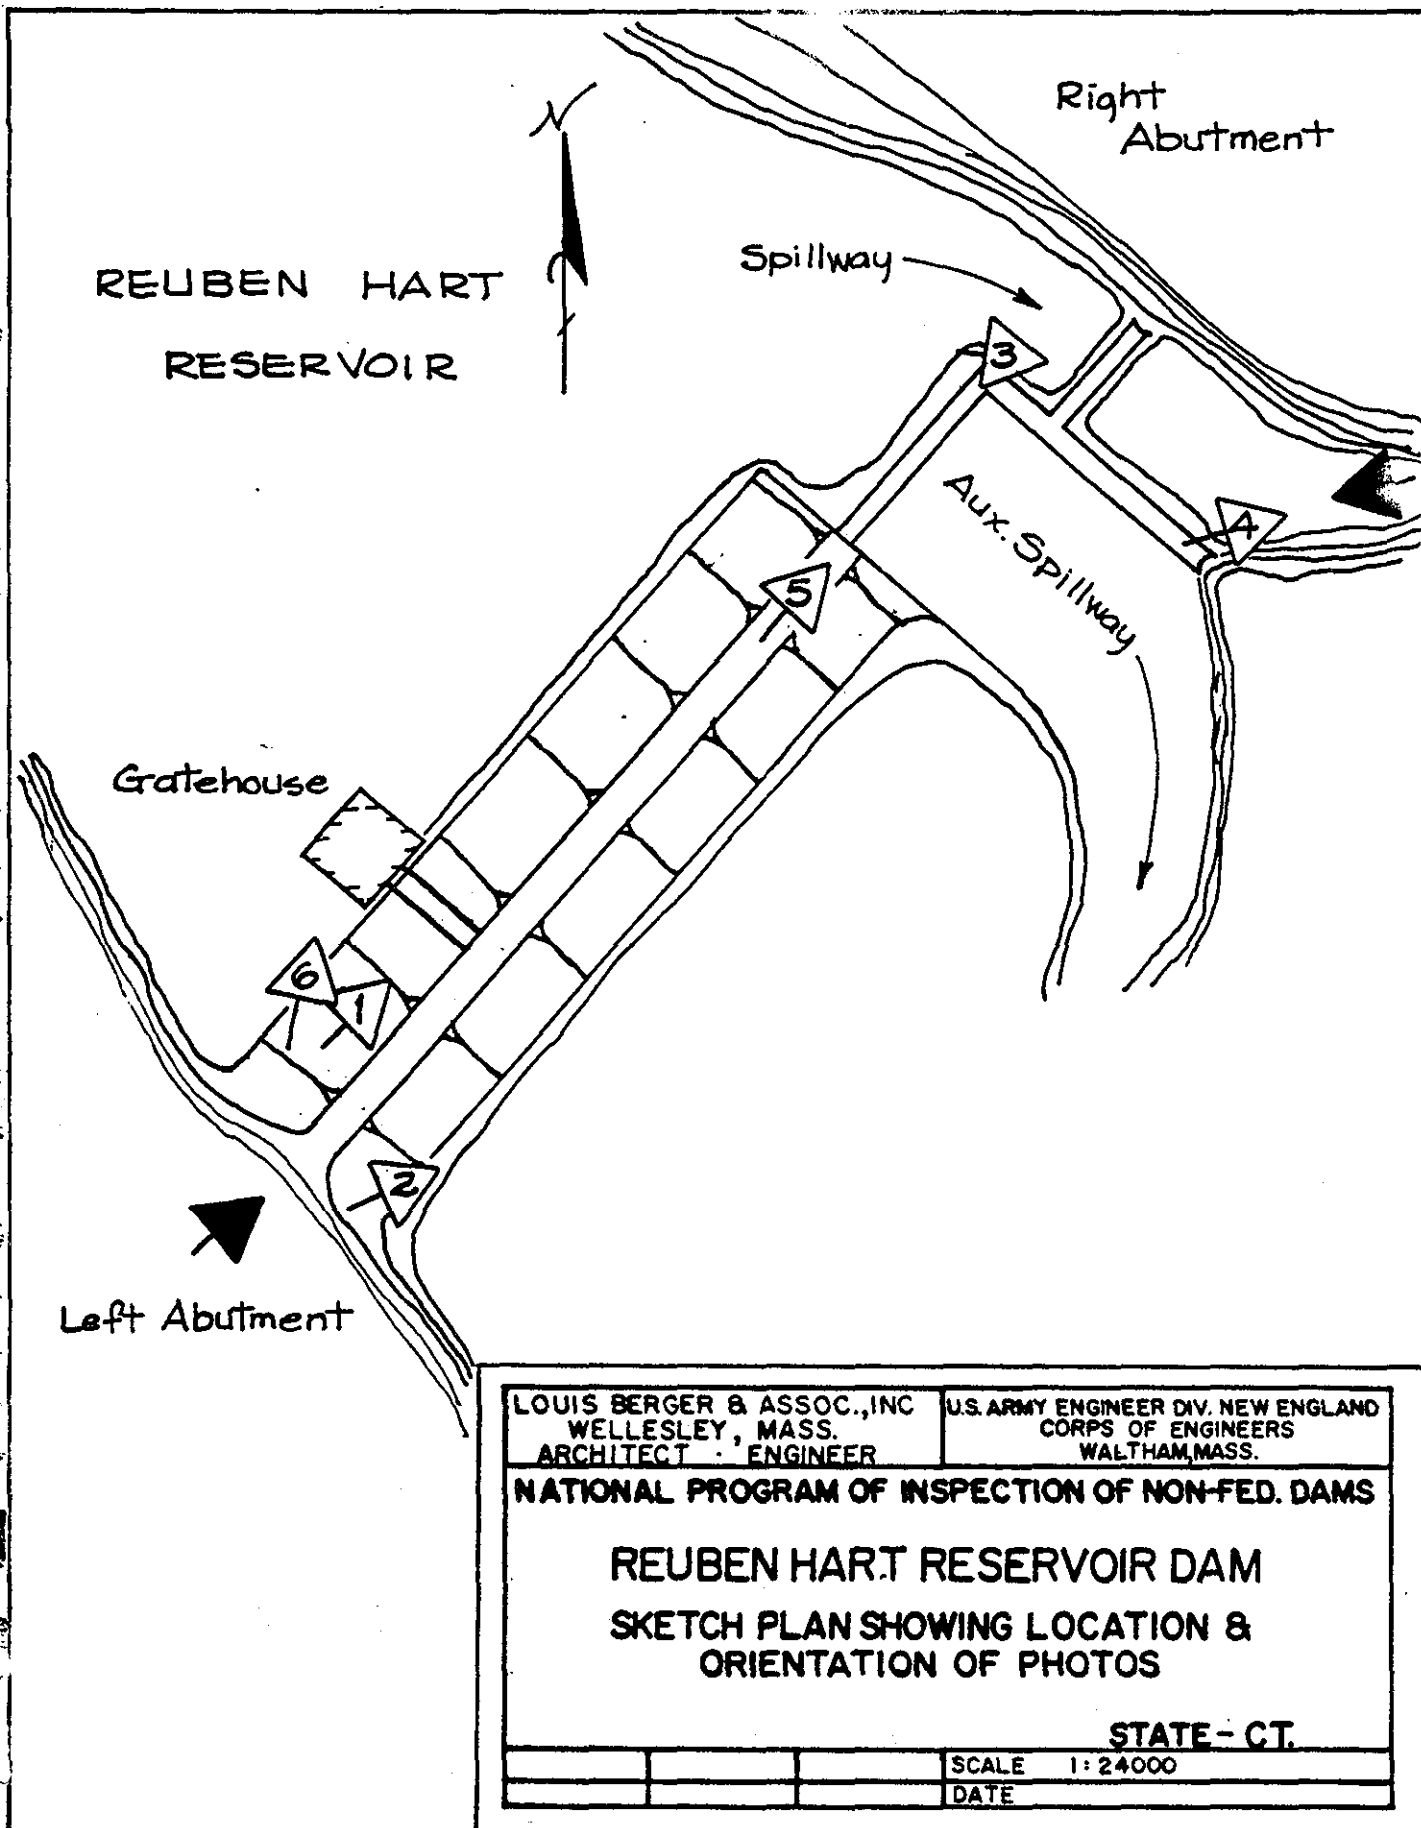 Right
Abutment
N
Spillway
REUBEN HART
RESERVOIR
3
Aux. Spillway
4
5
Gatehouse
6
1
2
Left Abutment
LOUIS BERGER & ASSOC.,INC
WELLESLEY, MASS.
ARCHITECT · ENGINEER
U.S. ARMY ENGINEER DIV. NEW ENGLAND
CORPS OF ENGINEERS
WALTHAM, MASS.
NATIONAL PROGRAM OF INSPECTION OF NON-FED. DAMS
REUBEN HART RESERVOIR DAM
SKETCH PLAN SHOWING LOCATION &
ORIENTATION OF PHOTOS
STATE - CT.
SCALE 1:24000
DATE